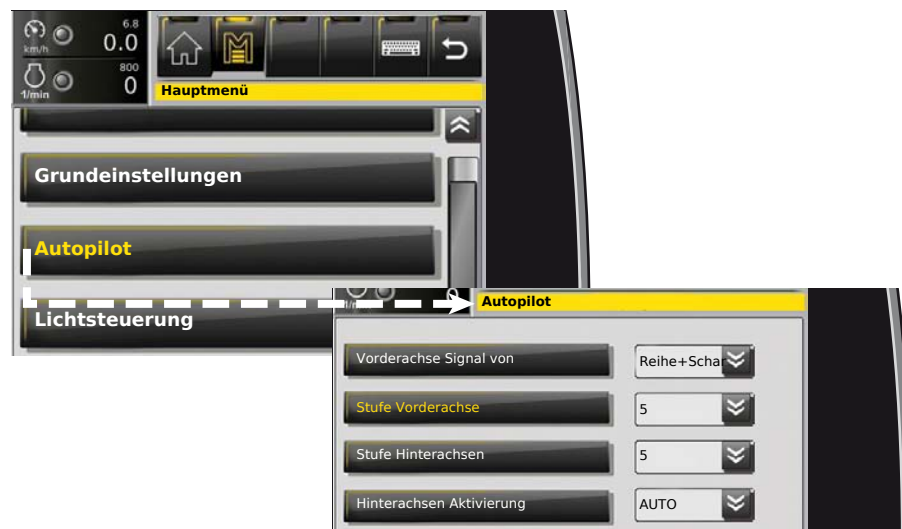 6.8
km/h 0.0
800
1/min 0
Hauptmenü
Grundeinstellungen
Autopilot
Lichtsteuerung
Autopilot
Vorderachse Signal von
Reihe+Schar
Stufe Vorderachse
5
Stufe Hinterachsen
5
Hinterachsen Aktivierung
AUTO